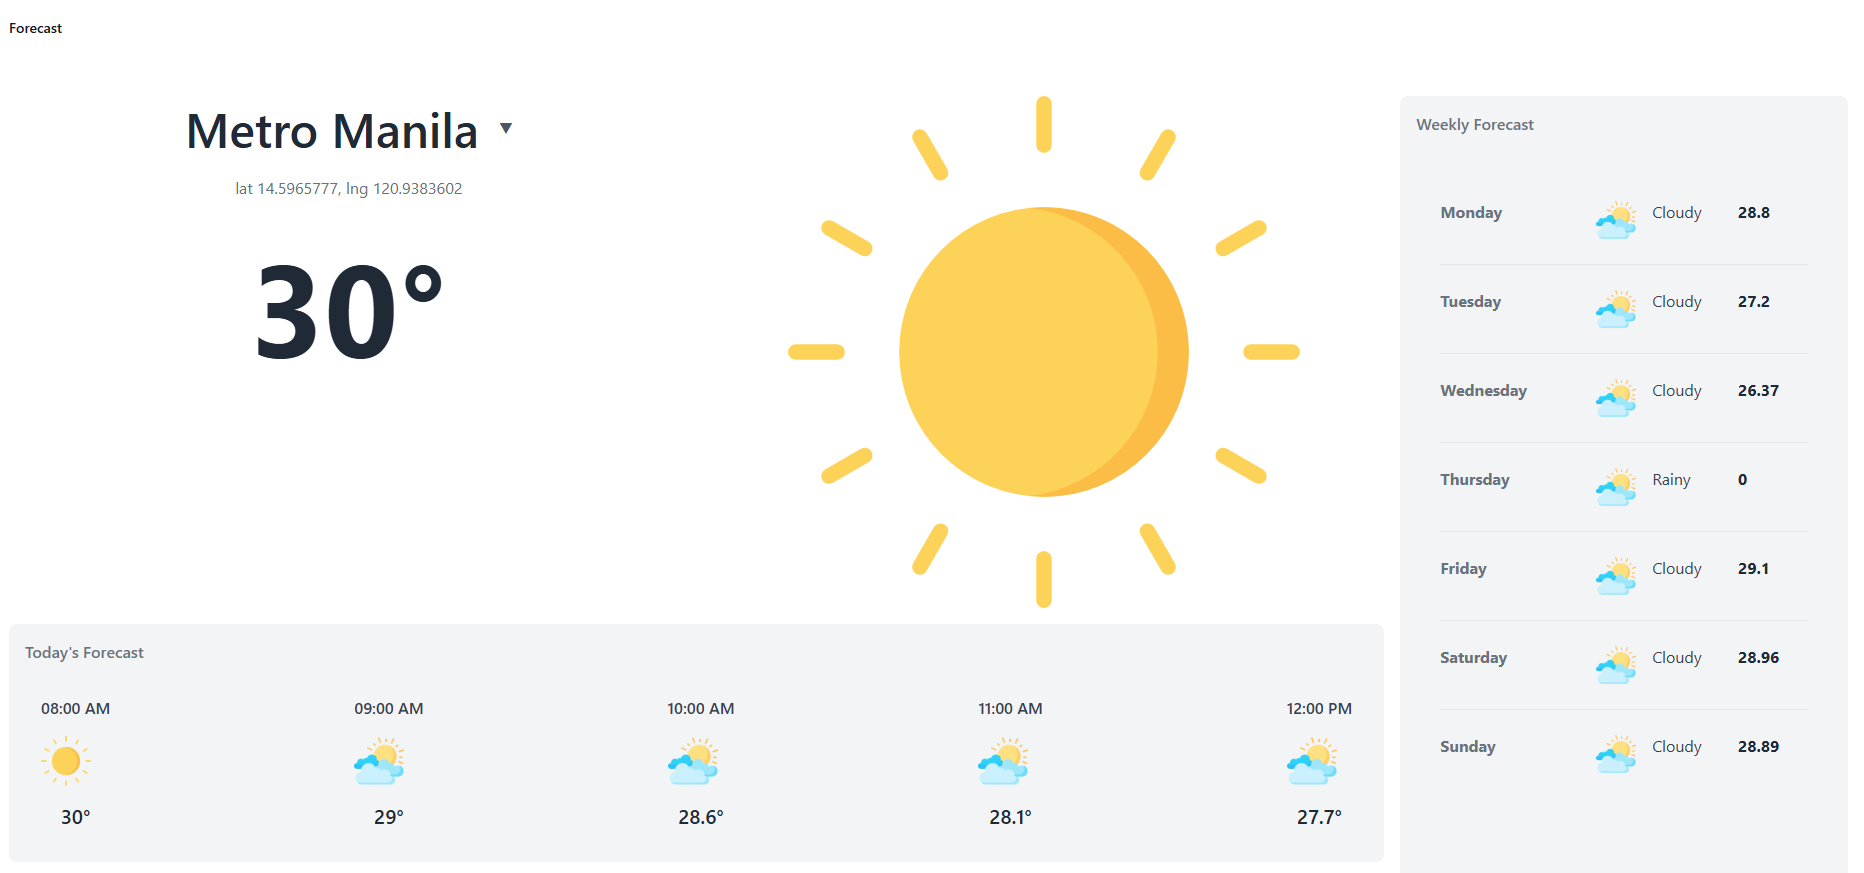 Forecast
Metro Manila
lat 14.5965777, lng 120.9383602
30°
Today's Forecast
08:00 AM 09:00 AM 10:00 AM 11:00 AM 12:00 PM
30° 29° 28.6° 28.1° 27.7°
Weekly Forecast
Monday Cloudy 28.8
Tuesday Cloudy 27.2
Wednesday Cloudy 26.37
Thursday Rainy 0
Friday Cloudy 29.1
Saturday Cloudy 28.96
Sunday Cloudy 28.89